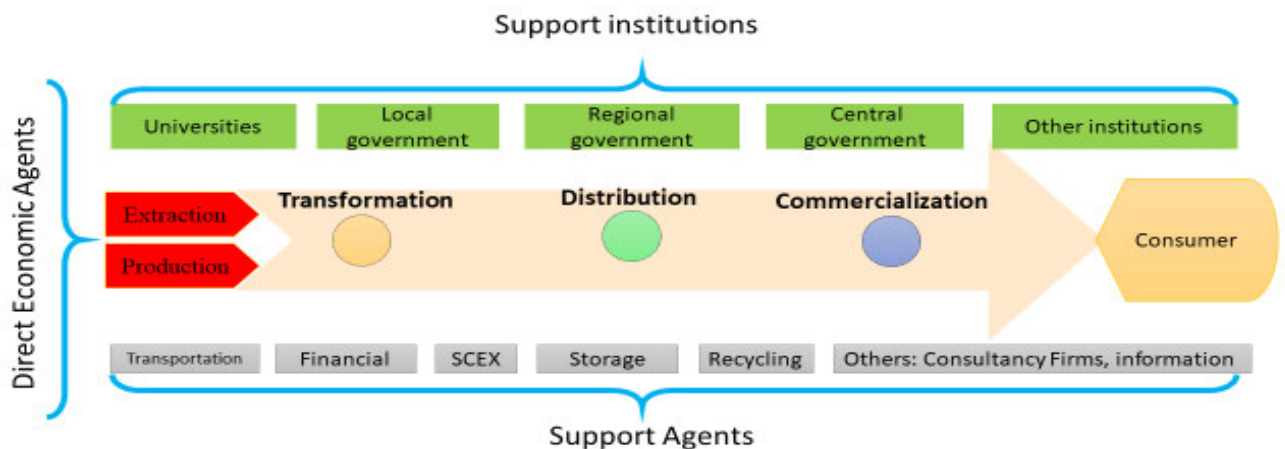 Support institutions
Direct Economic Agents
Universities
Local
government
Regional
government
Central
government
Other institutions
Extraction
Production
Transformation
Distribution
Commercialization
Consumer
Transportation
Financial
SCEX
Storage
Recycling
Others: Consultancy Firms, information
Support Agents